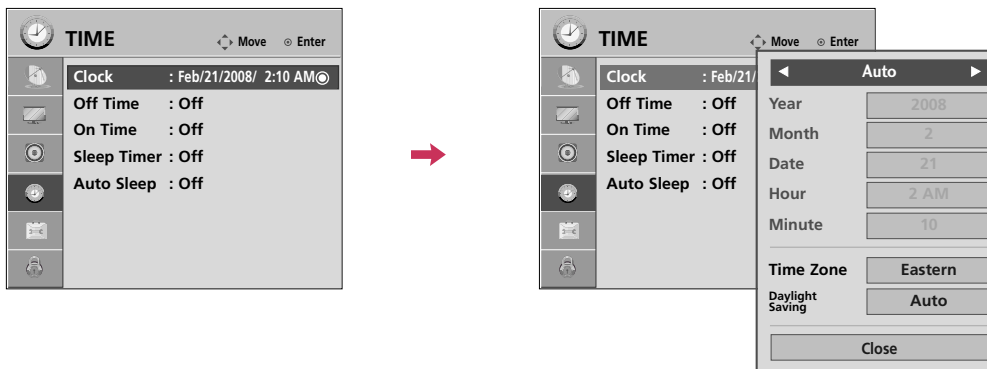 TIME
Move
Enter
Clock : Feb/21/2008/ 2:10 AM
Off Time : Off
On Time : Off
Sleep Timer : Off
Auto Sleep : Off
TIME
Move
Enter
Clock : Feb/21/
Off Time : Off
On Time : Off
Sleep Timer : Off
Auto Sleep : Off
◀ Auto ▶
Year 2008
Month 2
Date 21
Hour 2 AM
Minute 10
Time Zone Eastern
Daylight
Saving Auto
Close